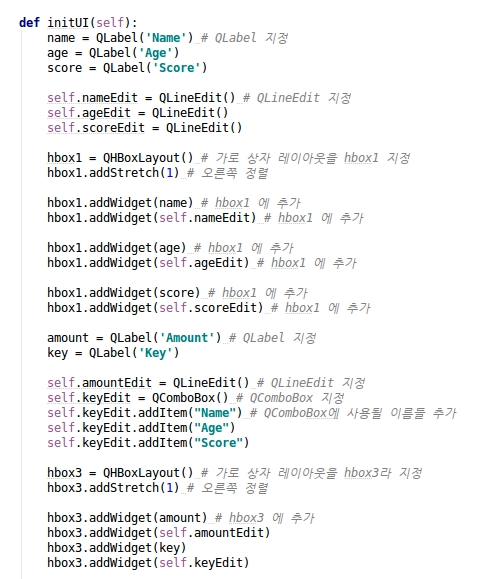 def initUI(self):
    name = QLabel('Name') # QLabel 지정
    age = QLabel('Age')
    score = QLabel('Score')

    self.nameEdit = QLineEdit() # QLineEdit 지정
    self.ageEdit = QLineEdit()
    self.scoreEdit = QLineEdit()

    hbox1 = QHBoxLayout() # 가로 상자 레이아웃을 hbox1 지정
    hbox1.addStretch(1) # 오른쪽 정렬

    hbox1.addWidget(name) # hbox1 에 추가
    hbox1.addWidget(self.nameEdit) # hbox1 에 추가

    hbox1.addWidget(age) # hbox1 에 추가
    hbox1.addWidget(self.ageEdit) # hbox1 에 추가

    hbox1.addWidget(score) # hbox1 에 추가
    hbox1.addWidget(self.scoreEdit) # hbox1 에 추가

    amount = QLabel('Amount') # QLabel 지정
    key = QLabel('Key')

    self.amountEdit = QLineEdit() # QLineEdit 지정
    self.keyEdit = QComboBox() # QComboBox 지정
    self.keyEdit.addItem("Name") # QComboBox에 사용될 이름들 추가
    self.keyEdit.addItem("Age")
    self.keyEdit.addItem("Score")

    hbox3 = QHBoxLayout() # 가로 상자 레이아웃을 hbox3라 지정
    hbox3.addStretch(1) # 오른쪽 정렬

    hbox3.addWidget(amount) # hbox3 에 추가
    hbox3.addWidget(self.amountEdit)
    hbox3.addWidget(key)
    hbox3.addWidget(self.keyEdit)